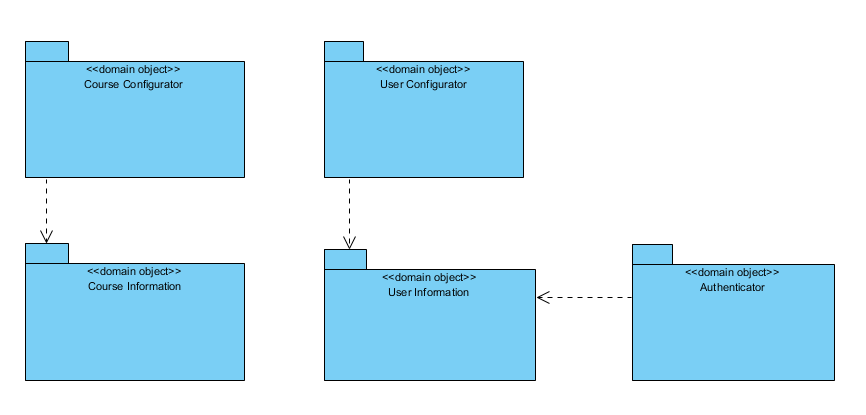 <<domain object>>
Course Configurator
<<domain object>>
User Configurator
<<domain object>>
Course Information
<<domain object>>
User Information
<<domain object>>
Authenticator